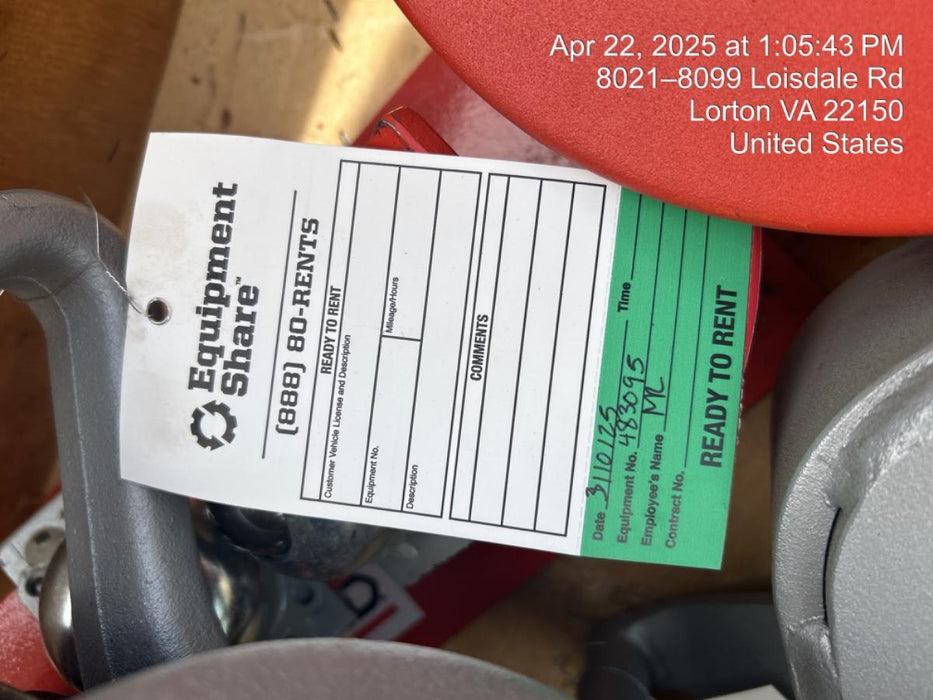 Apr 22, 2025 at 1:05:43 PM
8021–8099 Loisdale Rd
Lorton VA 22150
United States
Equipment
Share™
(888) 80-RENTS
READY TO RENT
Customer Vehicle License and Description
Equipment No.
Mileage/Hours
Description
COMMENTS
Date 3/10/25 Time
Equipment No. 483095
Employee's Name ML
Contract No.
READY TO RENT
D